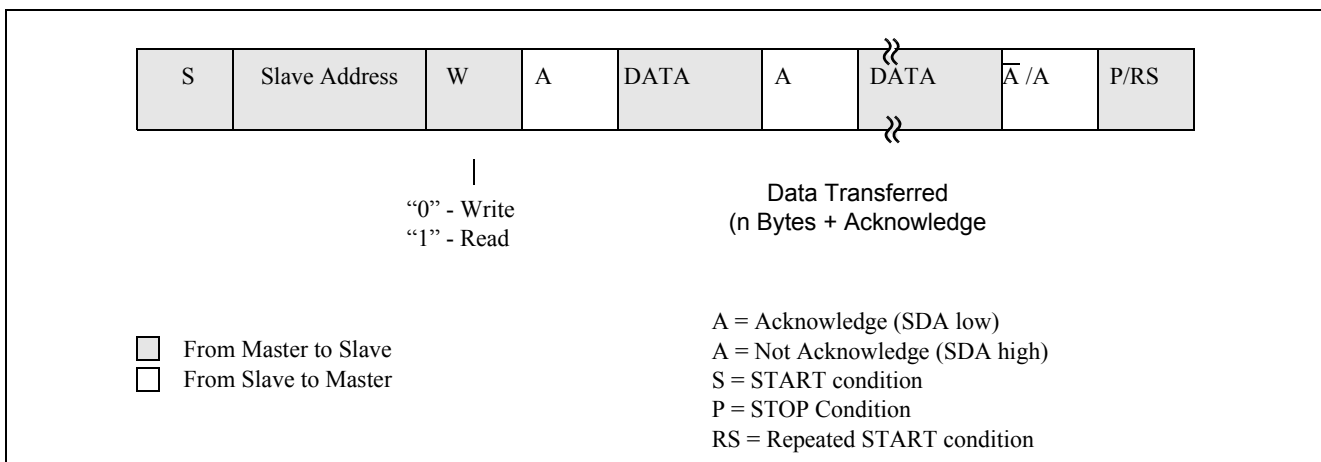 S Slave Address W A DATA A DATA A̅ /A P/RS
“0” - Write
“1” - Read
Data Transferred
(n Bytes + Acknowledge
From Master to Slave
From Slave to Master
A = Acknowledge (SDA low)
A = Not Acknowledge (SDA high)
S = START condition
P = STOP Condition
RS = Repeated START condition